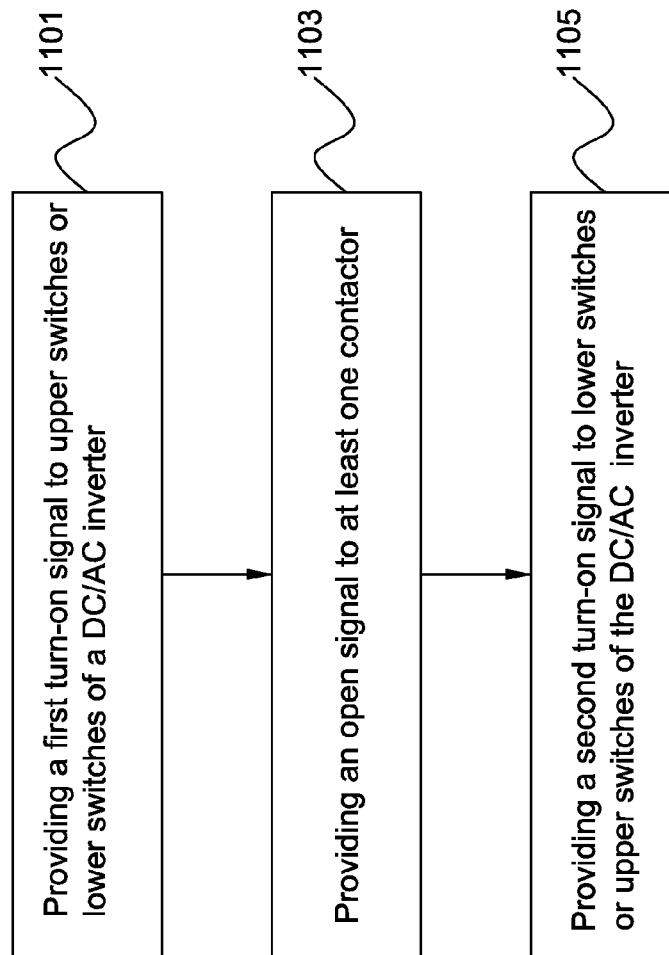 Providing a first turn-on signal to upper switches or
lower switches of a DC/AC inverter
1101
Providing an open signal to at least one contactor
1103
Providing a second turn-on signal to lower switches
or upper switches of the DC/AC inverter
1105